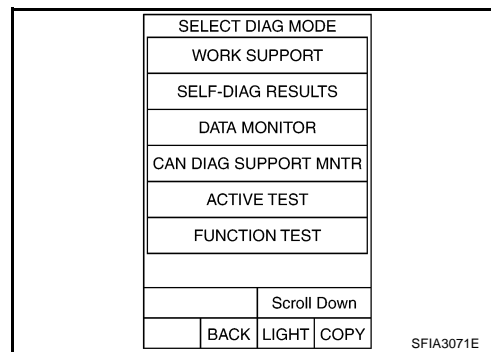 SELECT DIAG MODE
WORK SUPPORT
SELF-DIAG RESULTS
DATA MONITOR
CAN DIAG SUPPORT MNTR
ACTIVE TEST
FUNCTION TEST
Scroll Down
BACK LIGHT COPY
SFIA3071E